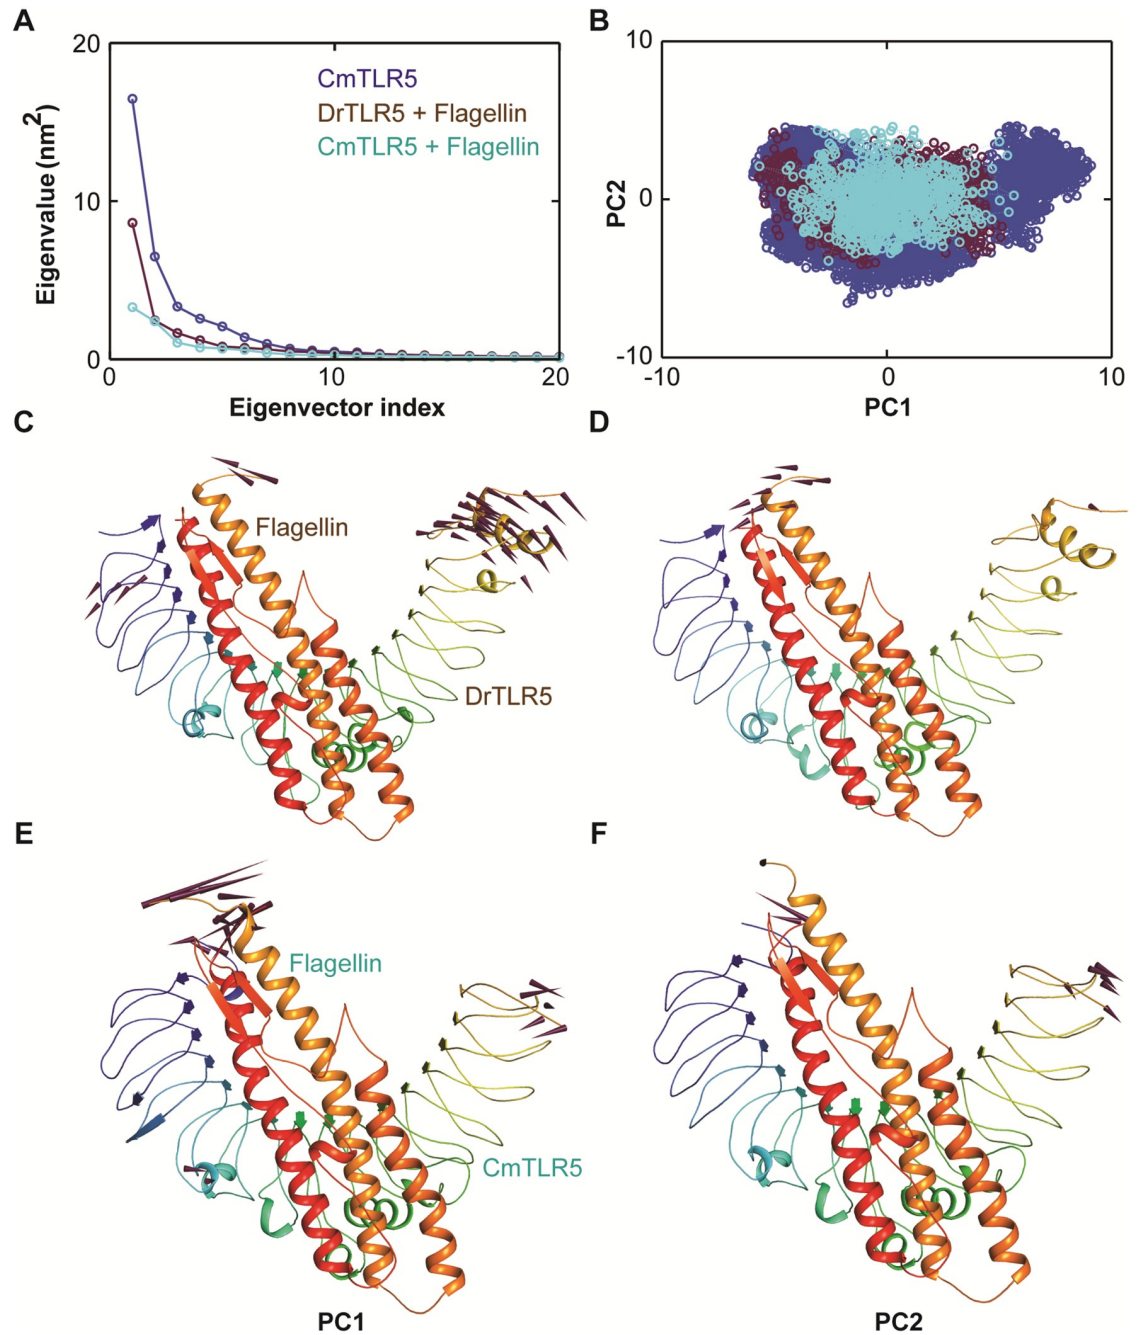 A
20
10
0
0
10
20
Eigenvalue (nm2)
Eigenvector index
CmTLR5
DrTLR5 + Flagellin
CmTLR5 + Flagellin
B
10
0
-10
-10
0
10
PC2
PC1
C
Flagellin
DrTLR5
D
E
Flagellin
CmTLR5
PC1
F
PC2